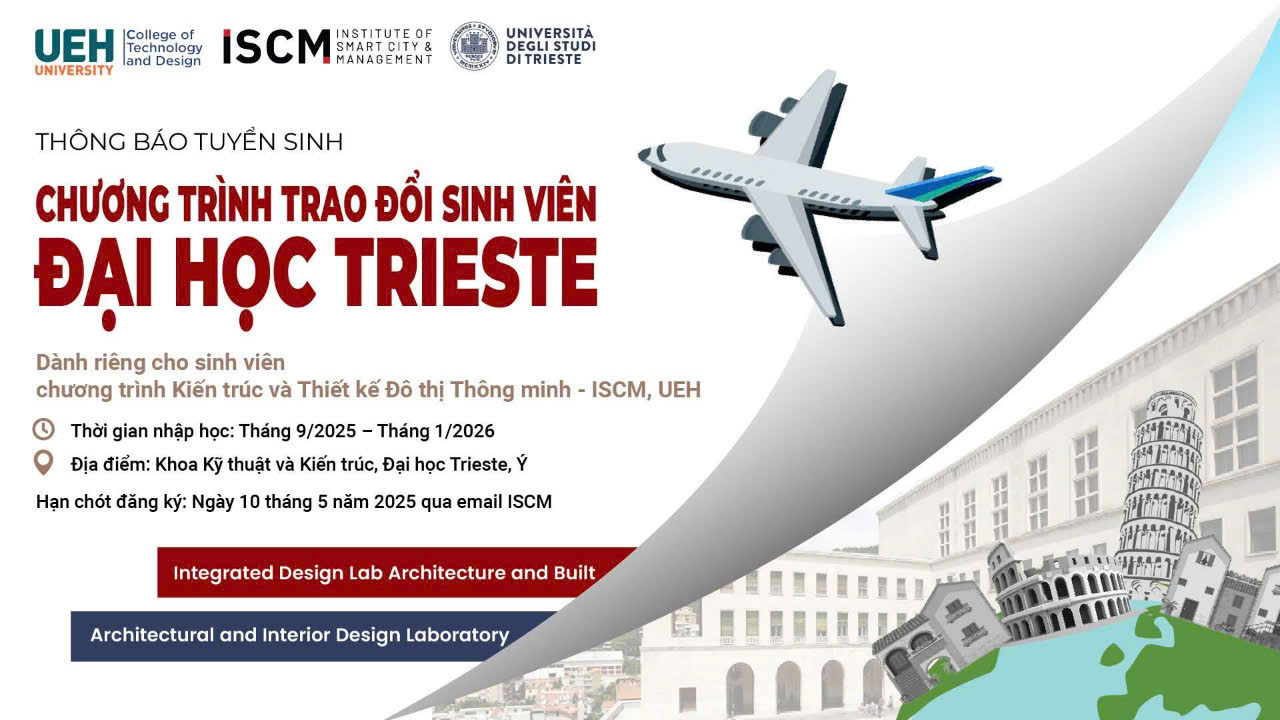 UEH
UNIVERSITY
College of
Technology
and Design
ISCM
INSTITUTE OF
SMART CITY &
MANAGEMENT
UNIVERSITÀ
DEGLI STUDI
DI TRIESTE
THÔNG BÁO TUYỂN SINH
CHƯƠNG TRÌNH TRAO ĐỔI SINH VIÊN
ĐẠI HỌC TRIESTE
Dành riêng cho sinh viên
chương trình Kiến trúc và Thiết kế Đô thị Thông minh - ISCM, UEH
Thời gian nhập học: Tháng 9/2025 – Tháng 1/2026
Địa điểm: Khoa Kỹ thuật và Kiến trúc, Đại học Trieste, Ý
Hạn chót đăng ký: Ngày 10 tháng 5 năm 2025 qua email ISCM
Integrated Design Lab Architecture and Built
Architectural and Interior Design Laboratory